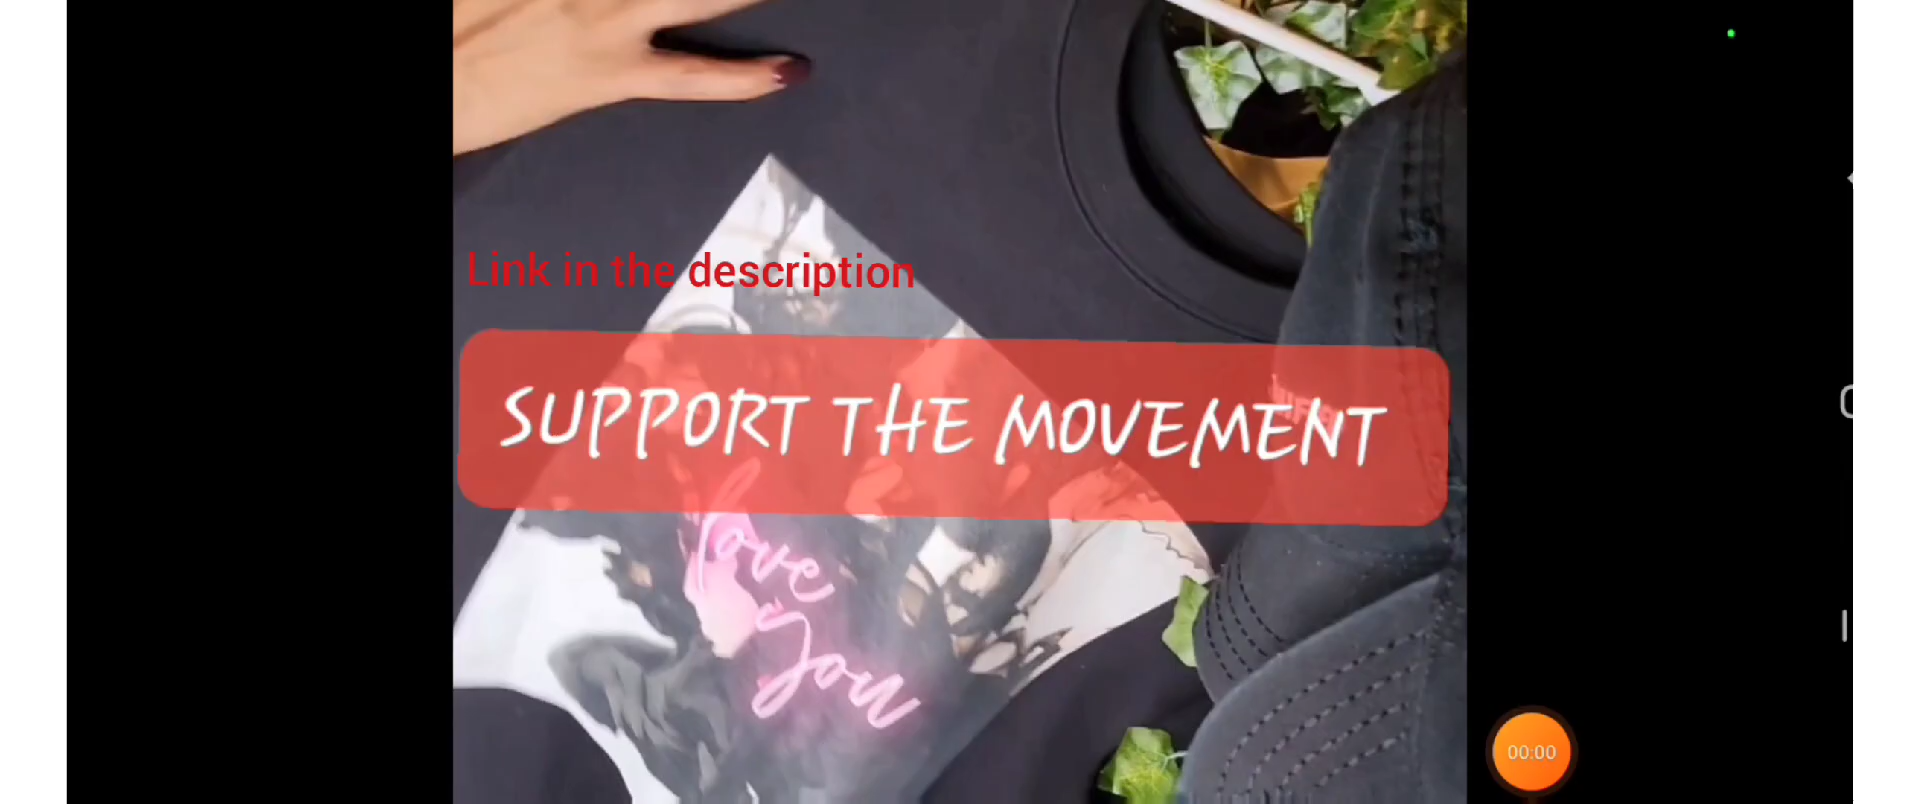 Link in the description
SUPPORT THE MOVEMENT
love
you
00:00